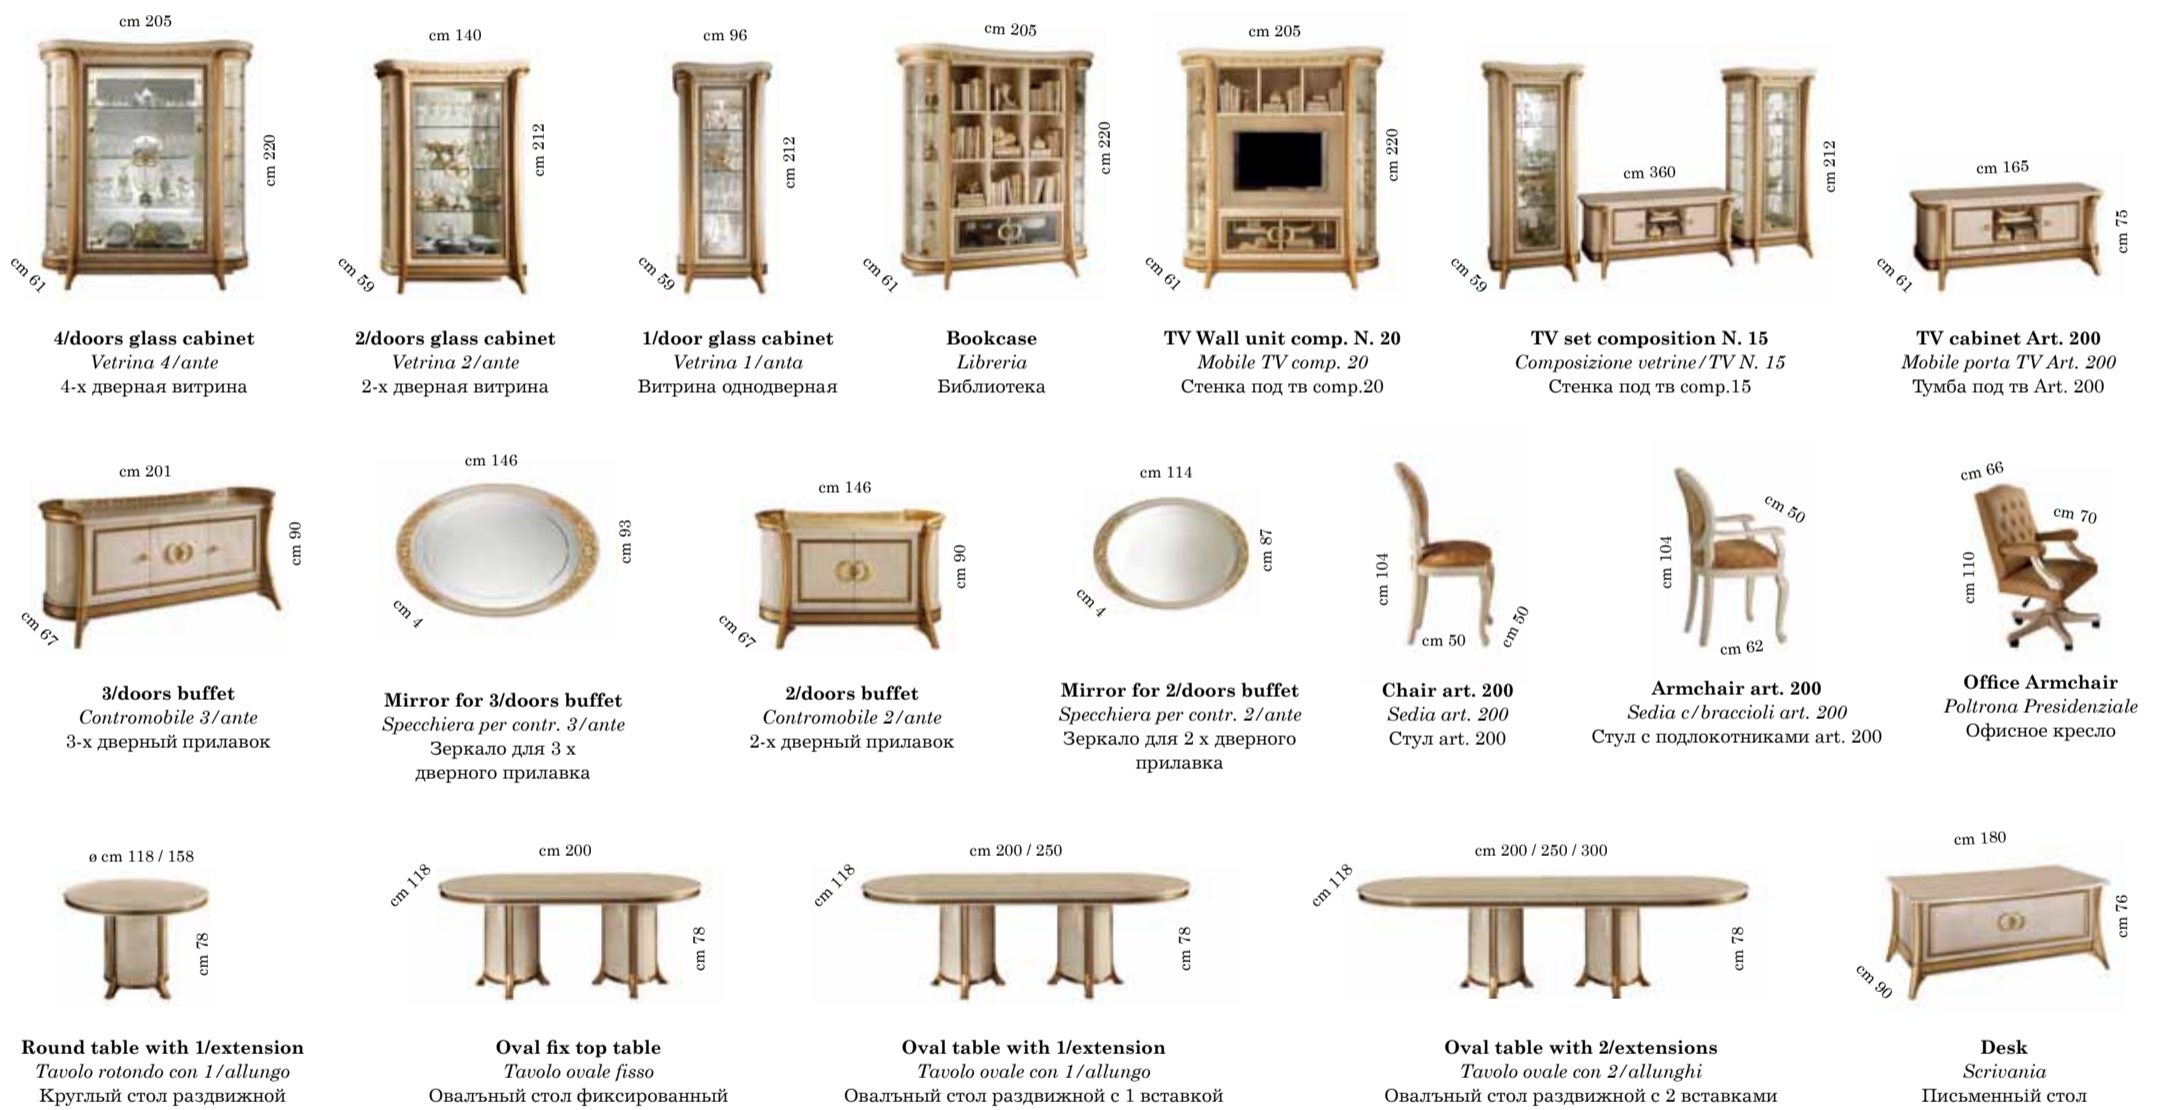 cm 205
cm 220
cm 61
4/doors glass cabinet
Vetrina 4/ante
4-х дверная витрина
cm 140
cm 212
cm 59
2/doors glass cabinet
Vetrina 2/ante
2-х дверная витрина
cm 96
cm 212
cm 59
1/door glass cabinet
Vetrina 1/anta
Витрина однодверная
cm 205
cm 220
cm 61
Bookcase
Libreria
Библиотека
cm 205
cm 220
cm 61
TV Wall unit comp. N. 20
Mobile TV comp. 20
Стенка под тв comp.20
cm 360
cm 212
cm 59
TV set composition N. 15
Composizione vetrine/TV N. 15
Стенка под тв comp.15
cm 165
cm 75
cm 61
TV cabinet Art. 200
Mobile porta TV Art. 200
Тумба под тв Art. 200
cm 201
cm 90
cm 67
3/doors buffet
Contromobile 3/ante
3-х дверный прилавок
cm 146
cm 93
cm 4
Mirror for 3/doors buffet
Specchiera per contr. 3/ante
Зеркало для 3 х
дверного прилавка
cm 146
cm 90
cm 67
2/doors buffet
Contromobile 2/ante
2-х дверный прилавок
cm 114
cm 87
cm 4
Mirror for 2/doors buffet
Specchiera per contr. 2/ante
Зеркало для 2 х дверного
прилавка
cm 104
cm 50
cm 50
Chair art. 200
Sedia art. 200
Стул art. 200
cm 50
cm 104
cm 62
Armchair art. 200
Sedia c/braccioli art. 200
Стул с подлокотниками art. 200
cm 66
cm 70
cm 110
Office Armchair
Poltrona Presidenziale
Офисное кресло
ø cm 118 / 158
cm 78
Round table with 1/extension
Tavolo rotondo con 1/allungo
Круглый стол раздвижной
cm 200
cm 118
cm 78
Oval fix top table
Tavolo ovale fisso
Овалъный стол фиксированный
cm 200 / 250
cm 118
cm 78
Oval table with 1/extension
Tavolo ovale con 1/allungo
Овалъный стол раздвижной с 1 вставкой
cm 200 / 250 / 300
cm 118
cm 78
Oval table with 2/extensions
Tavolo ovale con 2/allunghi
Овалъный стол раздвижной с 2 вставками
cm 180
cm 76
cm 90
Desk
Scrivania
Письменный стол